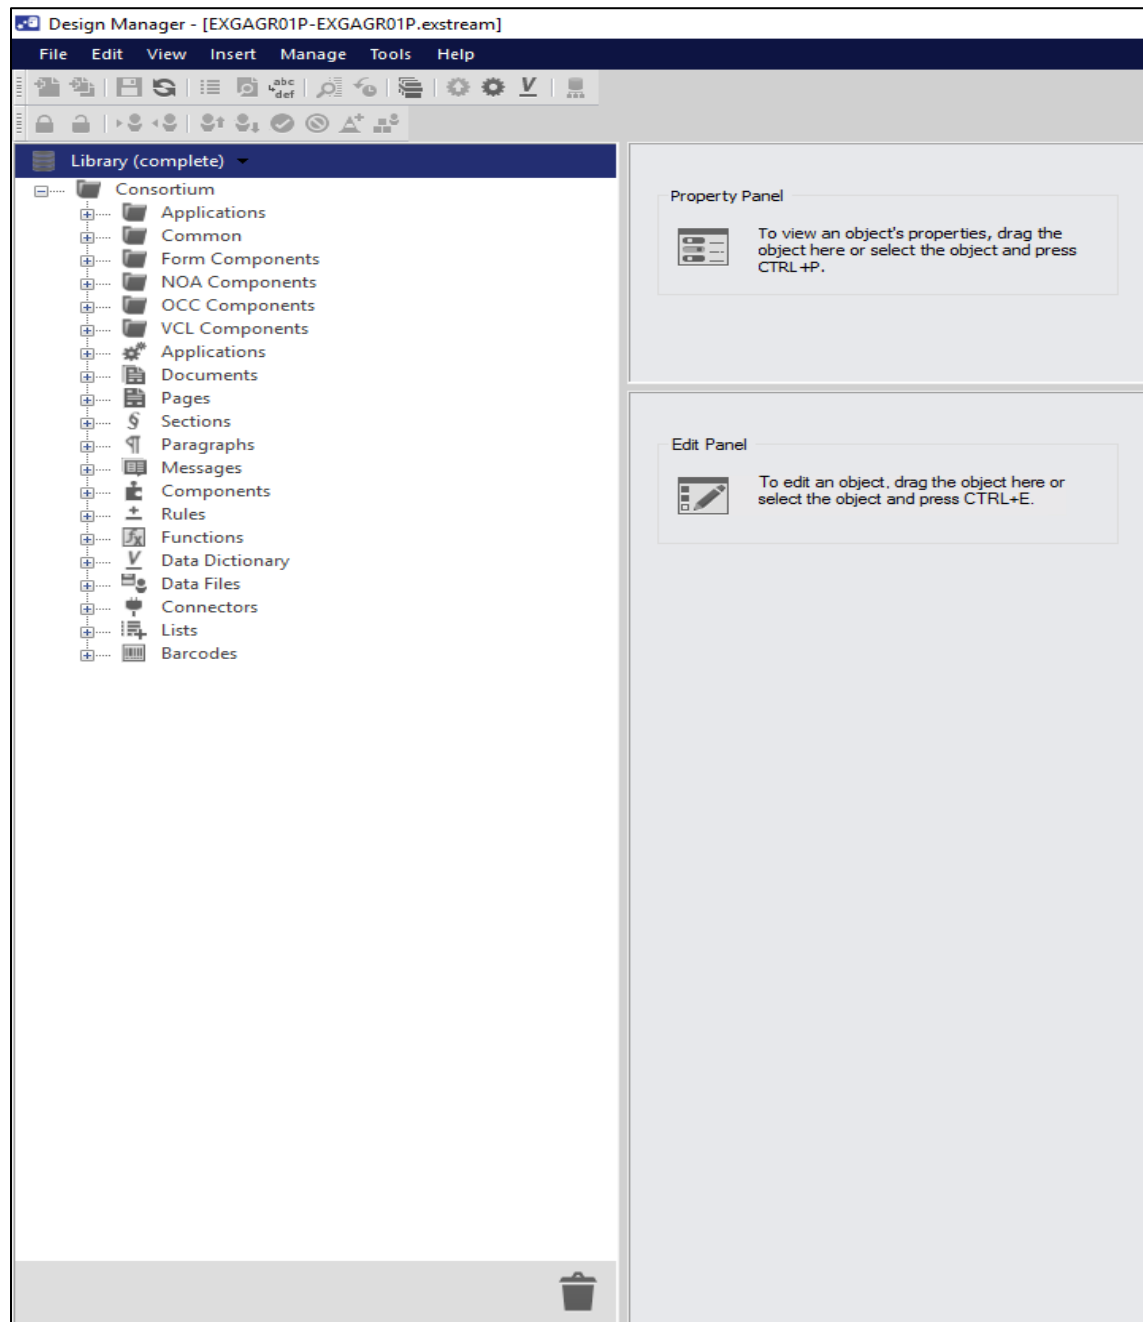 Design Manager - [EXGAGR01P-EXGAGR01P.exstream]
File Edit View Insert Manage Tools Help
abc
def
V
Library (complete)
Consortium
Applications
Common
Form Components
NOA Components
OCC Components
VCL Components
Applications
Documents
Pages
§ Sections
¶ Paragraphs
Messages
Components
Rules
fx Functions
V Data Dictionary
Data Files
Connectors
Lists
Barcodes
Property Panel
To view an object's properties, drag the
object here or select the object and press
CTRL+P.
Edit Panel
To edit an object, drag the object here or
select the object and press CTRL+E.